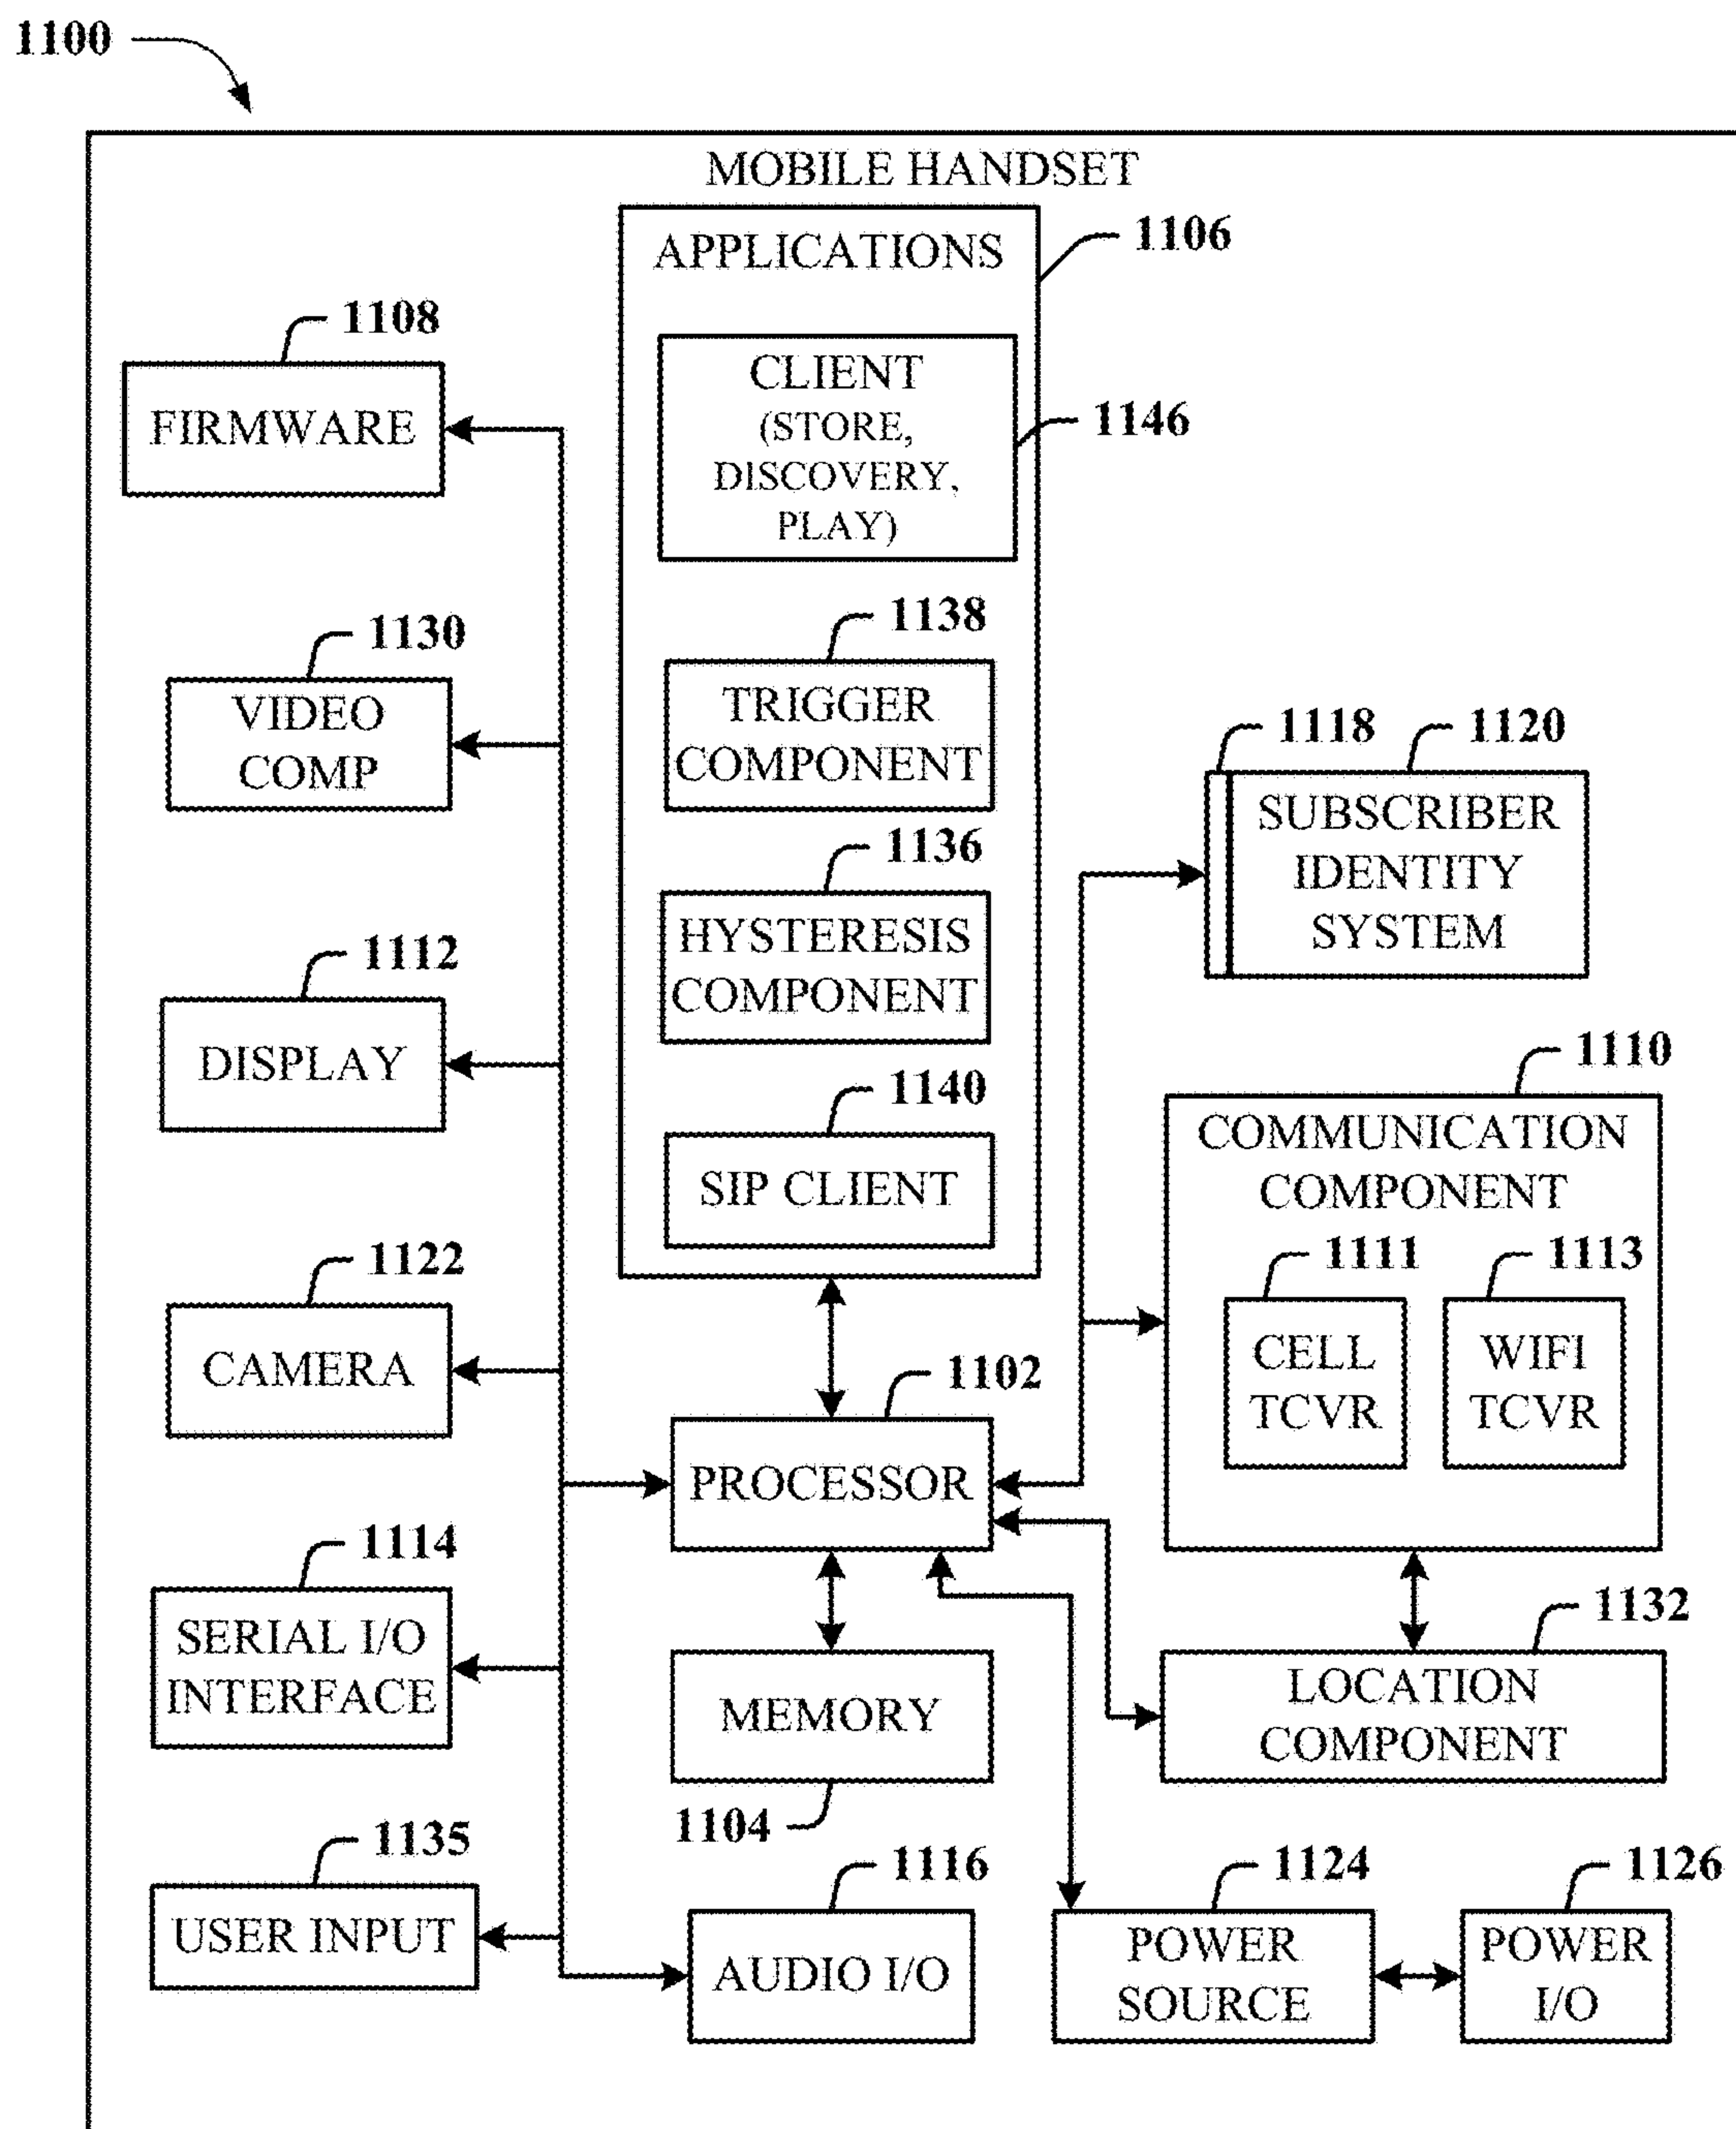 1100
MOBILE HANDSET
APPLICATIONS
1106
CLIENT
(STORE,
DISCOVERY,
PLAY)
1146
1108
FIRMWARE
1138
TRIGGER
COMPONENT
1130
VIDEO
COMP
1136
HYSTERESIS
COMPONENT
1118
1120
SUBSCRIBER
IDENTITY
SYSTEM
1112
DISPLAY
1140
SIP CLIENT
1110
COMMUNICATION
COMPONENT
1111
CELL
TCVR
1113
WIFI
TCVR
1122
CAMERA
1102
PROCESSOR
1114
SERIAL I/O
INTERFACE
MEMORY
1104
1132
LOCATION
COMPONENT
1135
USER INPUT
1116
AUDIO I/O
1124
POWER
SOURCE
1126
POWER
I/O